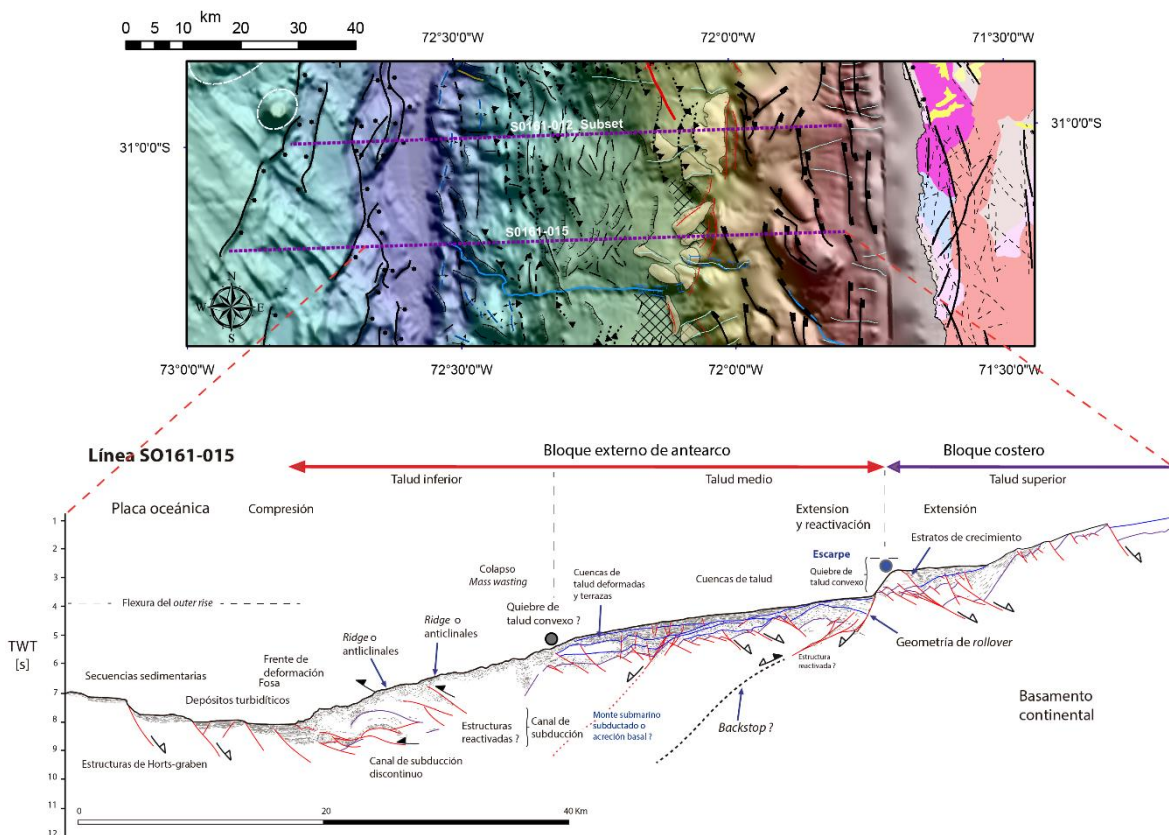 km
0 5 10 20 30 40
72°30'0"W 72°0'0"W 71°30'0"W
31°0'0"S
31°0'0"S
S0161-012_Subset
S0161-015
N
W E
S
73°0'0"W 72°30'0"W 72°0'0"W 71°30'0"W
Línea SO161-015
Bloque externo de antearco
Bloque costero
Talud inferior
Talud medio
Talud superior
Placa oceánica
Compresión
Extension
y reactivación
Extensión
Escarpe
Quiebre de
talud convexo
Estratos de crecimiento
Colapso
Mass wasting
Cuencas de
talud deformadas
y terrazas
Cuencas de talud
Flexura del outer rise
Quiebre de
talud convexo ?
Ridge o
anticlinales
Ridge o
antliclinales
Geometría de rollover
Estructura
reactivada ?
Frente de
deformación
Fosa
Secuencias sedimentarias
Depósitos turbidíticos
Estructuras
reactivadas ?
Canal de
subducción
Monte submarino
subductado o
acreción basal ?
Backstop ?
Basamento
continental
Estructuras de Horts-graben
Canal de subducción
discontinuo
TWT
[s]
1
2
3
4
5
6
7
8
9
10
11
12
0 20 40 Km